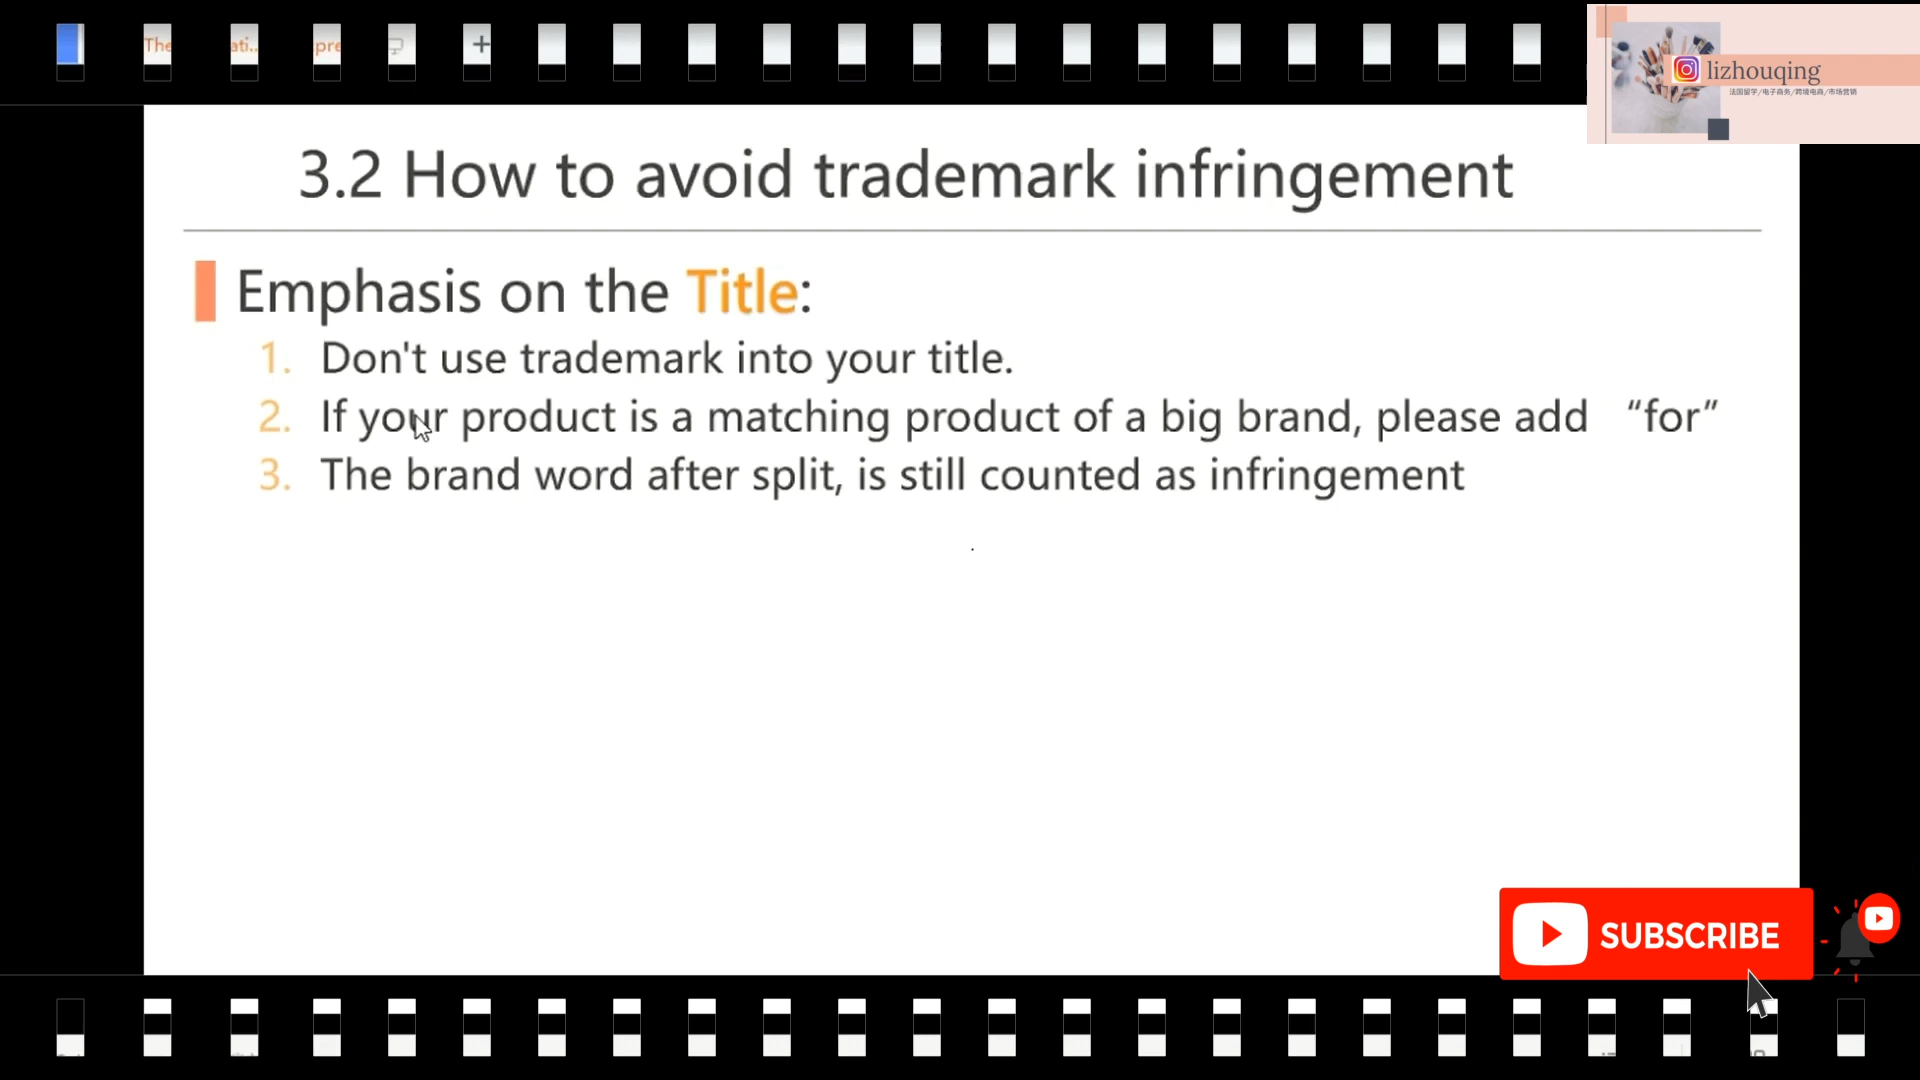 The
ati..
pre
+
lizhouqing
法国留学/电子商务/跨境电商/市场营销
3.2 How to avoid trademark infringement
Emphasis on the Title:
1. Don't use trademark into your title.
2. If your product is a matching product of a big brand, please add “for”
3. The brand word after split, is still counted as infringement
SUBSCRIBE